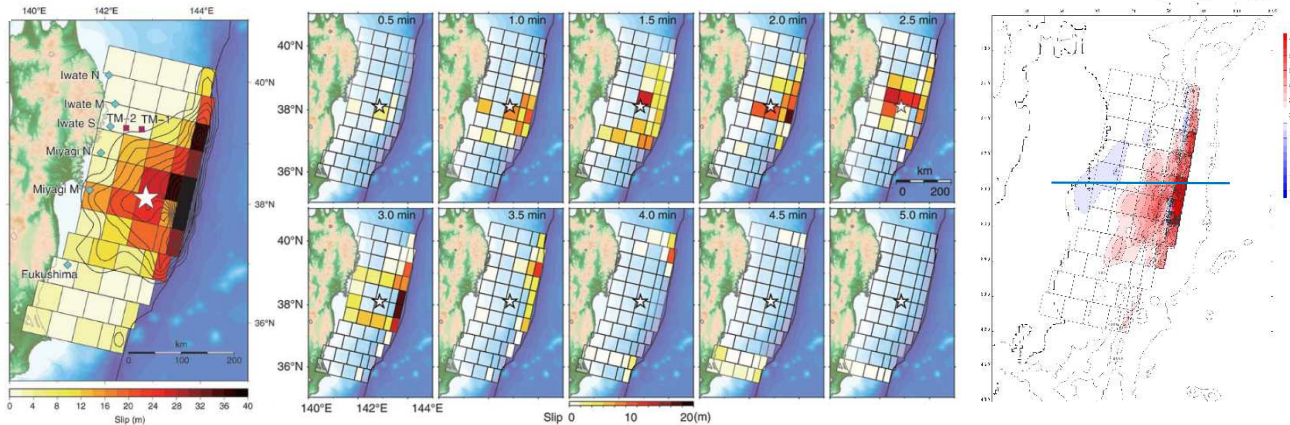 140°E 142°E 144°E
40°N
38°N
36°N
Iwate N
Iwate M
Iwate S
TM-2 TM-1
Miyagi N
Miyagi M
Fukushima
km
0 100 200
140°E 142°E
0 4 8 12 16 20 24 28 32 36 40
Slip (m)
0.5 min 1.0 min 1.5 min 2.0 min 2.5 min
40°N
38°N
36°N
km
0 200
3.0 min 3.5 min 4.0 min 4.5 min 5.0 min
40°N
38°N
36°N
140°E 142°E 144°E
Slip 0 10 20(m)